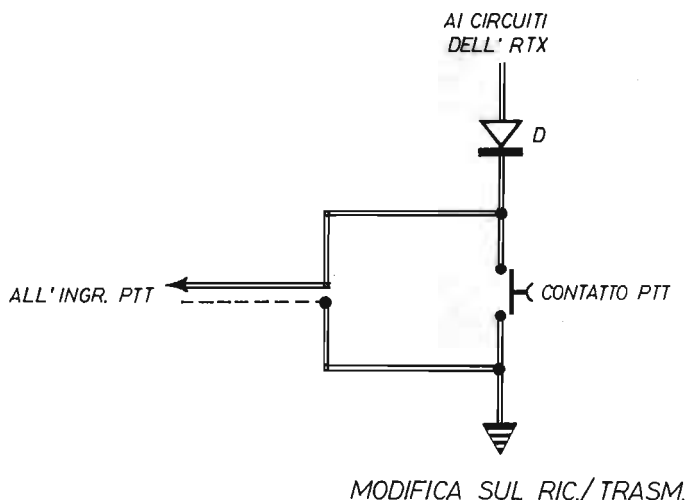 AI CIRCUITI
DELL' RTX
D
ALL'INGR. PTT
CONTATTO PTT
MODIFICA SUL RIC./TRASM.